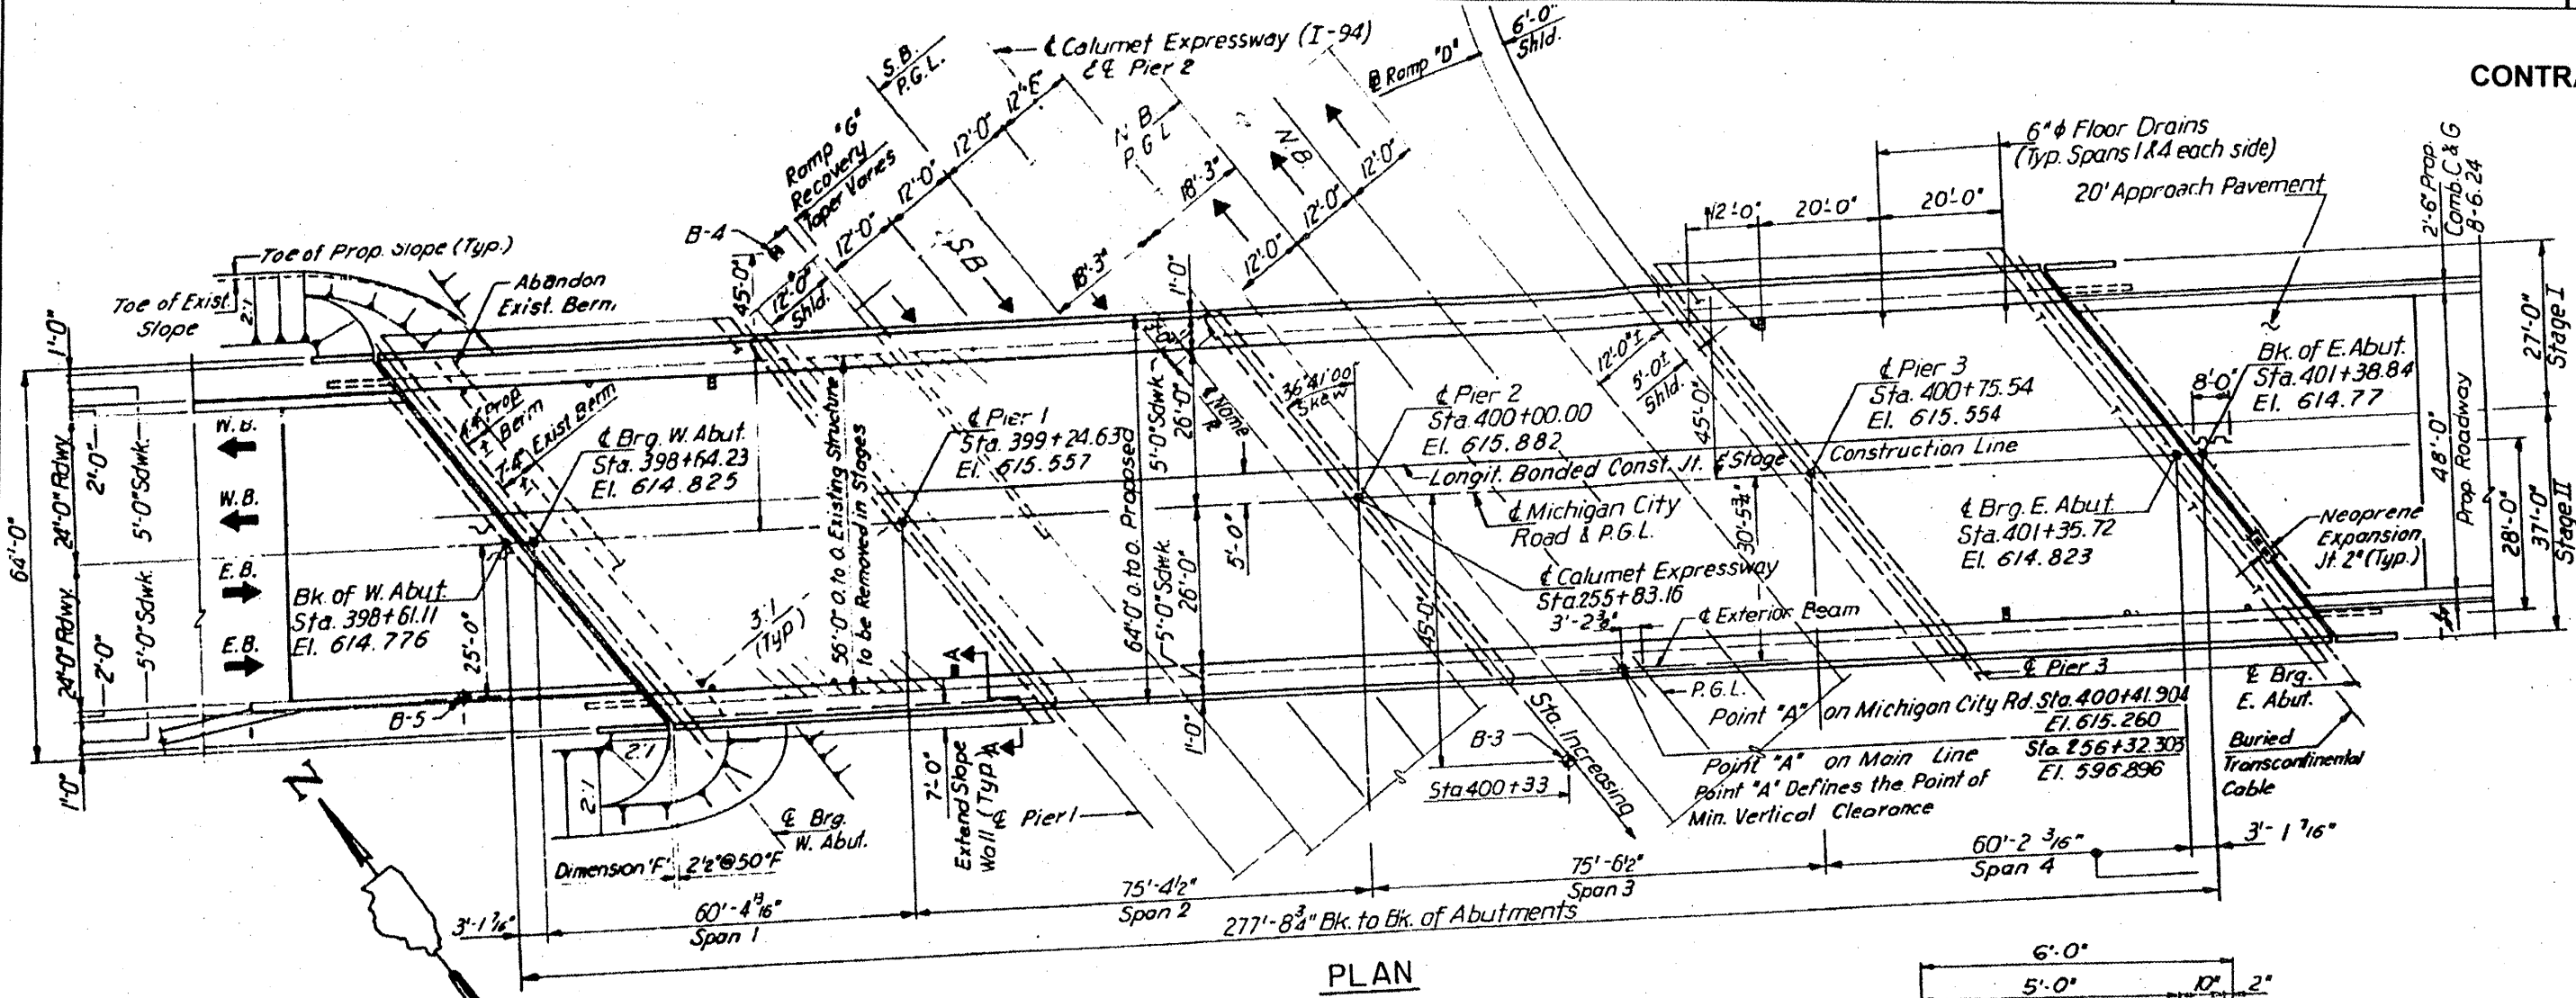 CONTRA
℄ Calumet Expressway (I-94)
& ℄ Pier 2
S.B.
P.G.L.
Ramp "G"
Recovery
Taper Varies
12'-0"
12'-0"
12'-0"
12'-0"
N.B.
P.G.L.
18'-3"
18'-3"
N.B.
S.B.
12'-0"
12'-0"
12'-0"
Ramp "D"
6'-0"
Shld.
6"ϕ Floor Drains
(Typ. Spans 1&4 each side)
20' Approach Pavement
12'-0"
20'-0"
20'-0"
2'-6" Prop.
Comb. C & G
B-6.24
Toe of Prop. Slope (Typ.)
Toe of Exist.
Slope
2:1
Abandon
Exist. Berm
B-4
45'-0"
12'-0"
Shld.
1'-0"
64'-0"
24'-0" Rdwy.
24'-0" Rdwy.
2'-0"
2'-0"
5'-0" Sdwk.
5'-0" Sdwk.
1'-0"
W.B.
W.B.
E.B.
E.B.
Prop
Berm
Exist Berm
℄ Brg. W. Abut.
Sta. 398+64.23
El. 614.825
Bk. of W. Abut.
Sta. 398+61.11
El. 614.776
25'-0"
B-5
3:1
(Typ)
56'-0" O. to O. Existing Structure
to be Removed in Stages
℄ Pier 1
Sta. 399+24.630
El. 615.557
64'-0" O. to O. Proposed
5'-0" Sdwk.
5'-0" Sdwk.
26'-0"
26'-0"
1'-0"
1'-0"
5'-0"
36°41'00"
Skew
℄ Pier 2
Sta. 400+00.00
El. 615.882
Longit. Bonded Const. Jt. ℄ Stage
Construction Line
℄ Michigan City
Road & P.G.L.
℄ Calumet Expressway
Sta. 255+83.16
12'-0"±
5'-0±
Shld.
45'-0"
45'-0"
30'-5¾"
℄ Pier 3
Sta. 400+75.54
El. 615.554
Bk. of E. Abut.
Sta. 401+38.84
El. 614.77
8'-0"
℄ Brg. E. Abut.
Sta. 401+35.72
El. 614.823
Neoprene
Expansion
Jt. 2" (Typ.)
48'-0"
Prop. Roadway
27'-0"
Stage I
28'-0"
37'-0"
Stage II
3'-2⅜"
℄ Exterior Beam
P.G.L.
℄ Pier 3
℄ Brg.
E. Abut.
Point "A" on Michigan City Rd. Sta. 400+41.904
El. 615.260
Point "A" on Main Line
Sta. 256+32.303
El. 596.896
Point "A" Defines the Point of
Min. Vertical Clearance
Buried
Transcontinental
Cable
B-3
Sta. 400+33
Sta. Increasing
A
A
7'-0"
Extend Slope
Wall (Typ.)
℄ Pier 1
2:1
2:1
℄ Brg.
W. Abut.
Dimension 'F'
2½" @ 50°F
N
3'-1 7/16"
60'-4 13/16"
Span 1
75'-4½"
Span 2
75'-6½"
Span 3
60'-2 3/16"
Span 4
3'-1 7/16"
277'-8¾" Bk. to Bk. of Abutments
PLAN
6'-0"
5'-0"
10"
2"